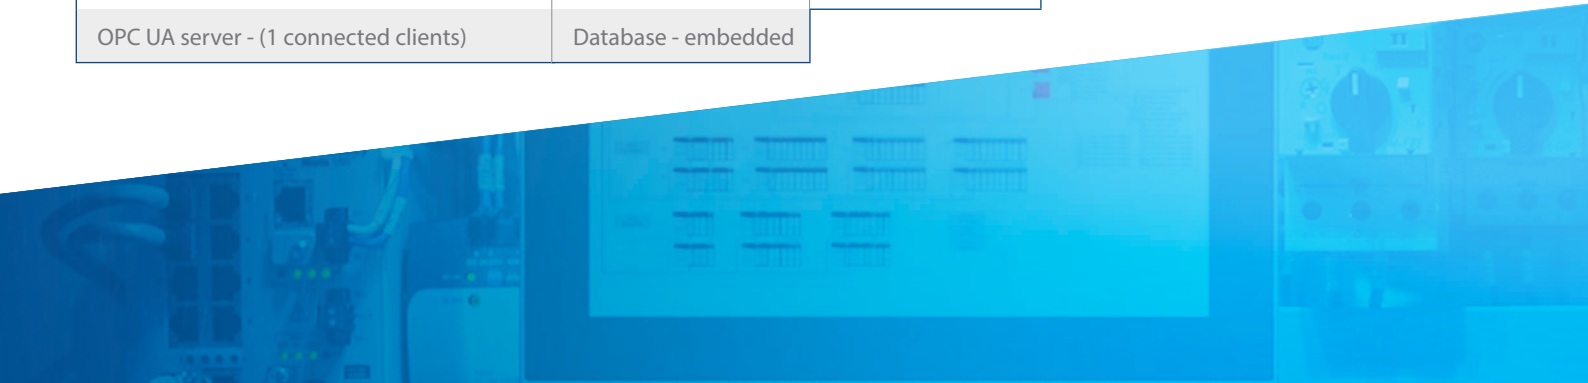 OPC UA server - (1 connected clients)
Database - embedded